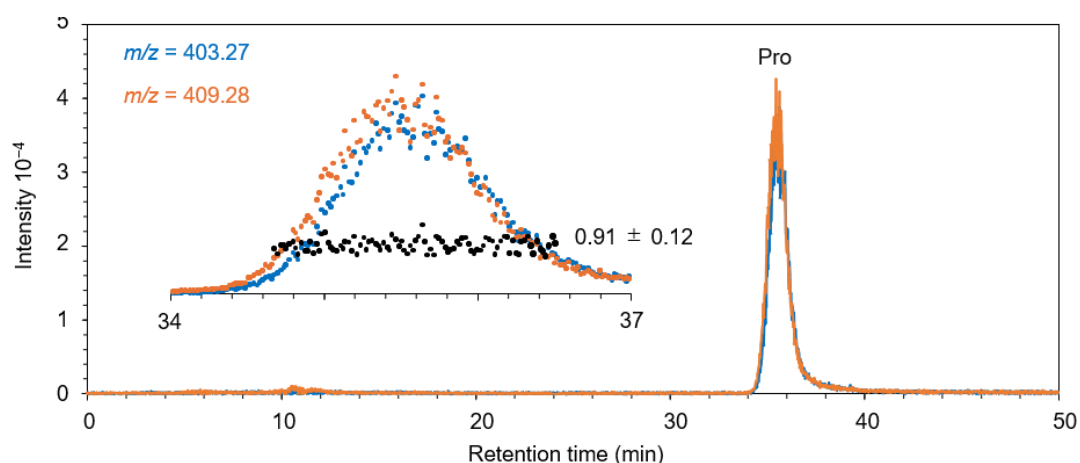 5
m/z = 403.27
m/z = 409.28
Pro
4
3
2
1
0
Intensity 10⁻⁴
0.91 ± 0.12
34
37
0
10
20
30
40
50
Retention time (min)